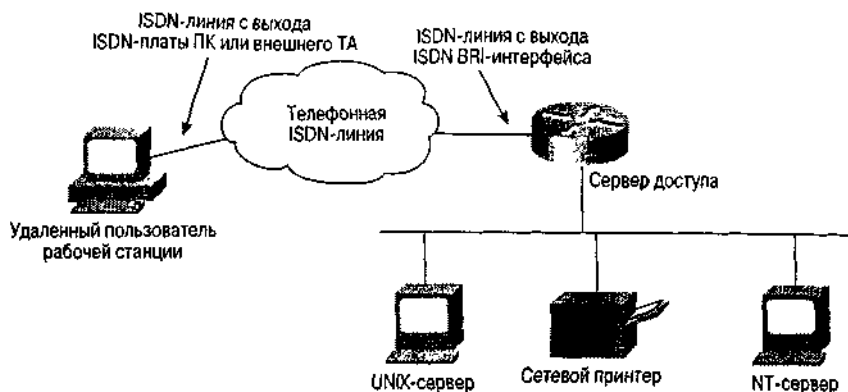 ISDN-линия с выхода
ISDN-платы ПК или внешнего ТА
ISDN-линия с выхода
ISDN BRI-интерфейса
Телефонная
ISDN-линия
Сервер доступа
Удаленный пользователь
рабочей станции
UNIX-сервер
Сетевой принтер
NT-сервер